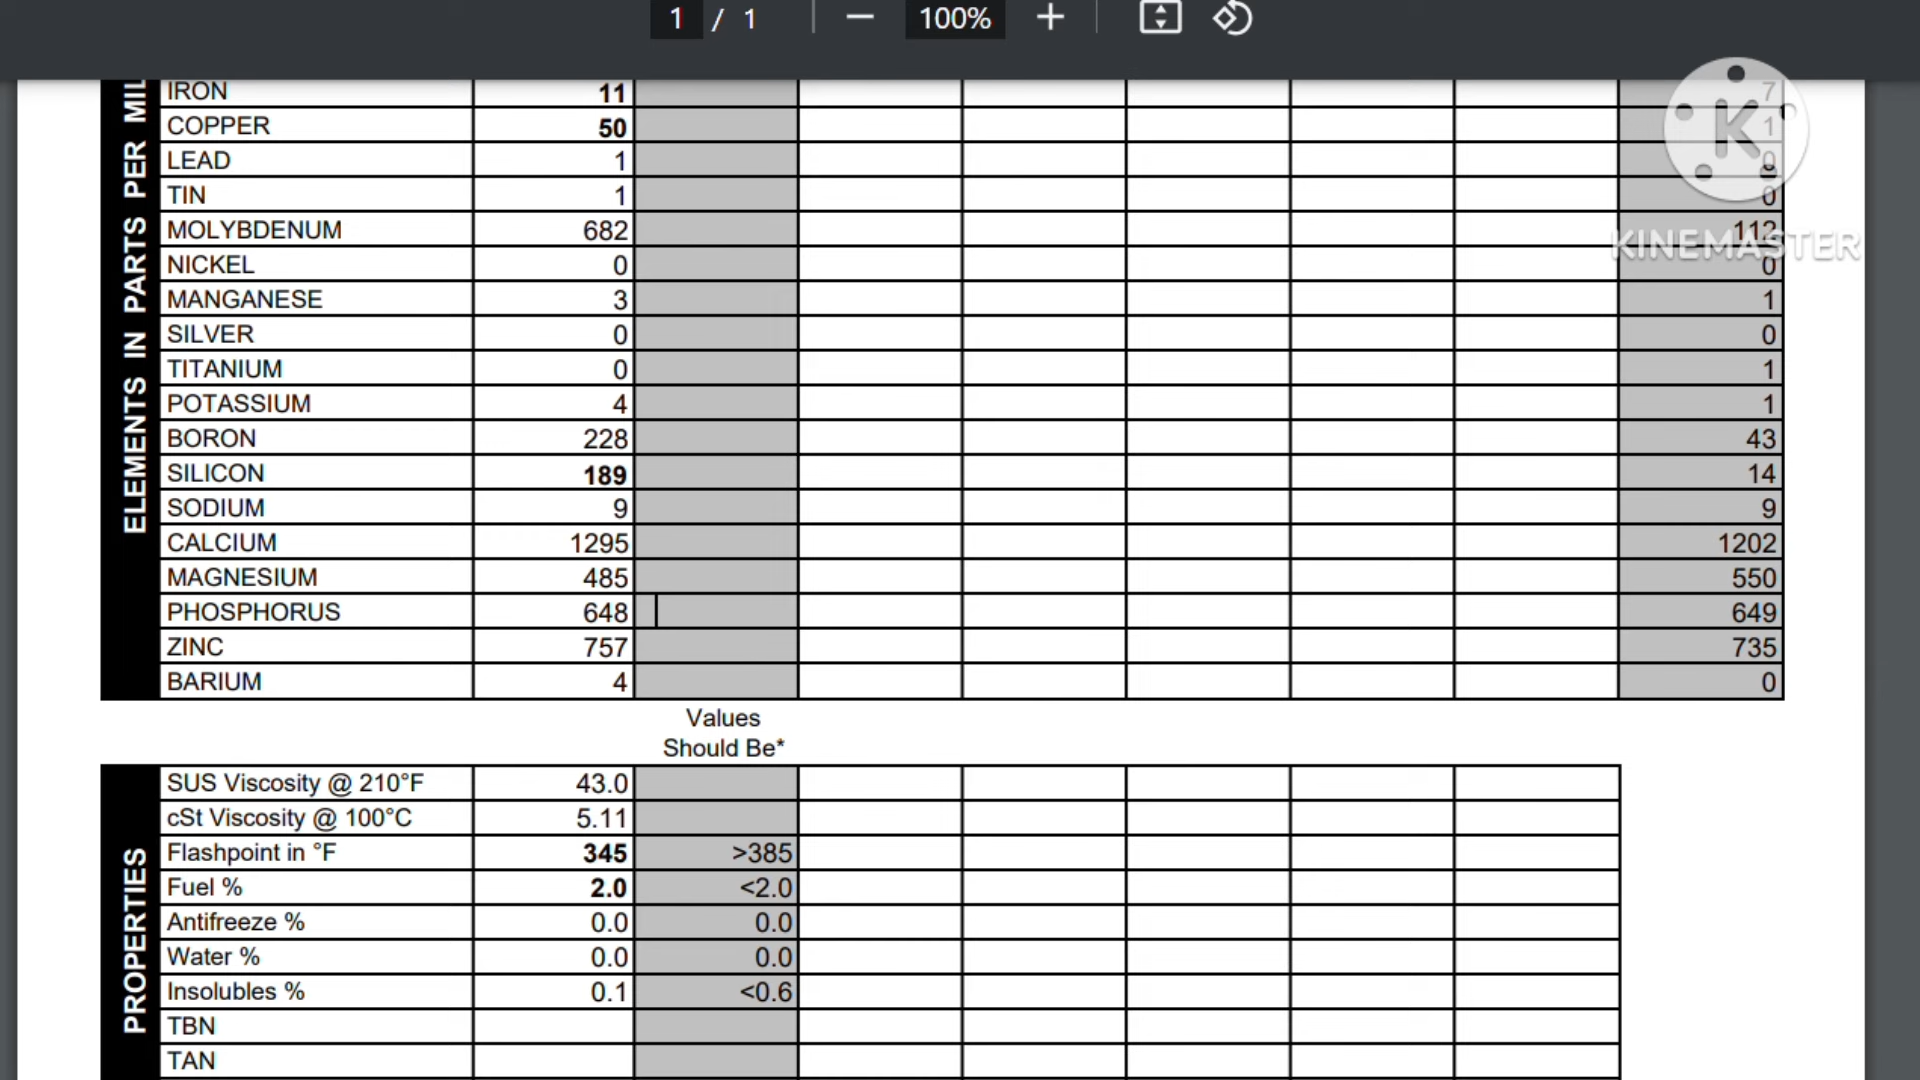 1 / 1 100%
ELEMENTS IN PARTS PER MIL
IRON 11 7
COPPER 50 1
LEAD 1 0
TIN 1 0
MOLYBDENUM 682 112
NICKEL 0 0
MANGANESE 3 1
SILVER 0 0
TITANIUM 0 1
POTASSIUM 4 1
BORON 228 43
SILICON 189 14
SODIUM 9 9
CALCIUM 1295 1202
MAGNESIUM 485 550
PHOSPHORUS 648 649
ZINC 757 735
BARIUM 4 0
K
KINEMASTER
Values
Should Be*
PROPERTIES
SUS Viscosity @ 210°F 43.0
cSt Viscosity @ 100°C 5.11
Flashpoint in °F 345 >385
Fuel % 2.0 <2.0
Antifreeze % 0.0 0.0
Water % 0.0 0.0
Insolubles % 0.1 <0.6
TBN
TAN